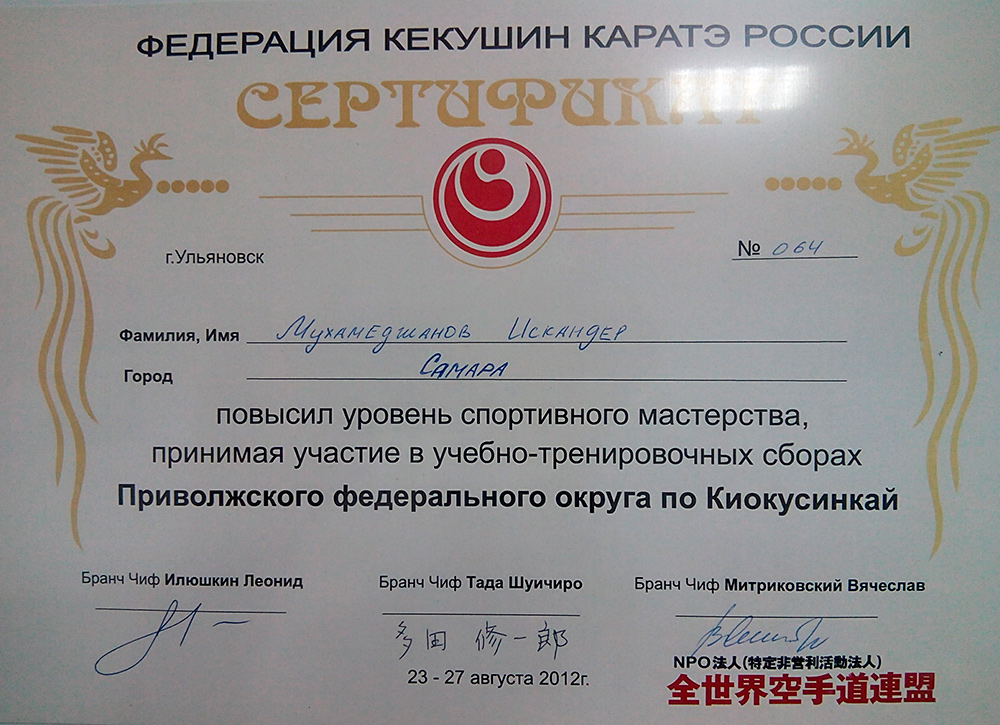 ФЕДЕРАЦИЯ КЕКУШИН КАРАТЭ РОССИИ
СЕРТИФИКАТ
г.Ульяновск
№ 064
Фамилия, Имя Мухамеджанов Искандер
Город Самара
повысил уровень спортивного мастерства,
принимая участие в учебно-тренировочных сборах
Приволжского федерального округа по Киокусинкай
Бранч Чиф Илюшкин Леонид
Бранч Чиф Тада Шуичиро
Бранч Чиф Митриковский Вячеслав
多田 修一郎
23 - 27 августа 2012г.
NPO法人(特定非営利活動法人)
全世界空手道連盟